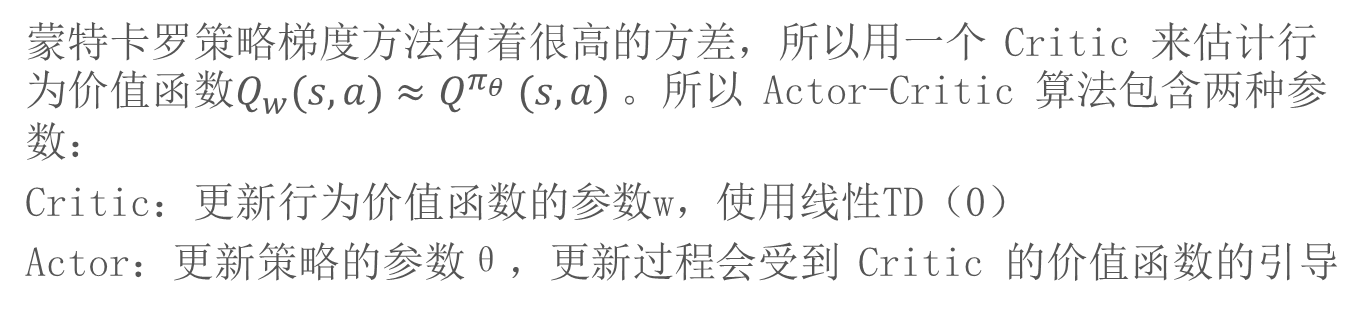 蒙特卡罗策略梯度方法有着很高的方差，所以用一个 Critic 来估计行
为价值函数Q_w(s,a) ≈ Q^{π_θ} (s,a) 。所以 Actor-Critic 算法包含两种参
数：
Critic：更新行为价值函数的参数w，使用线性TD（0）
Actor：更新策略的参数θ，更新过程会受到 Critic 的价值函数的引导